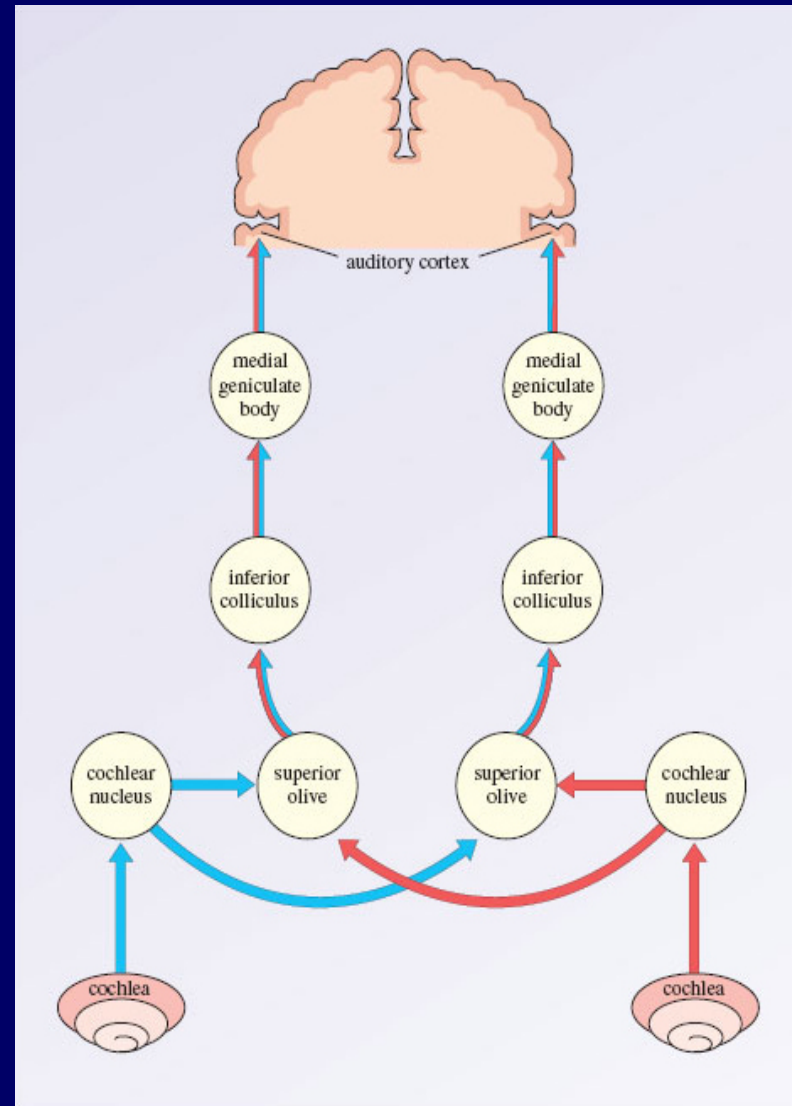 auditory cortex
medial
geniculate
body
medial
geniculate
body
inferior
colliculus
inferior
colliculus
cochlear
nucleus
superior
olive
superior
olive
cochlear
nucleus
cochlea
cochlea